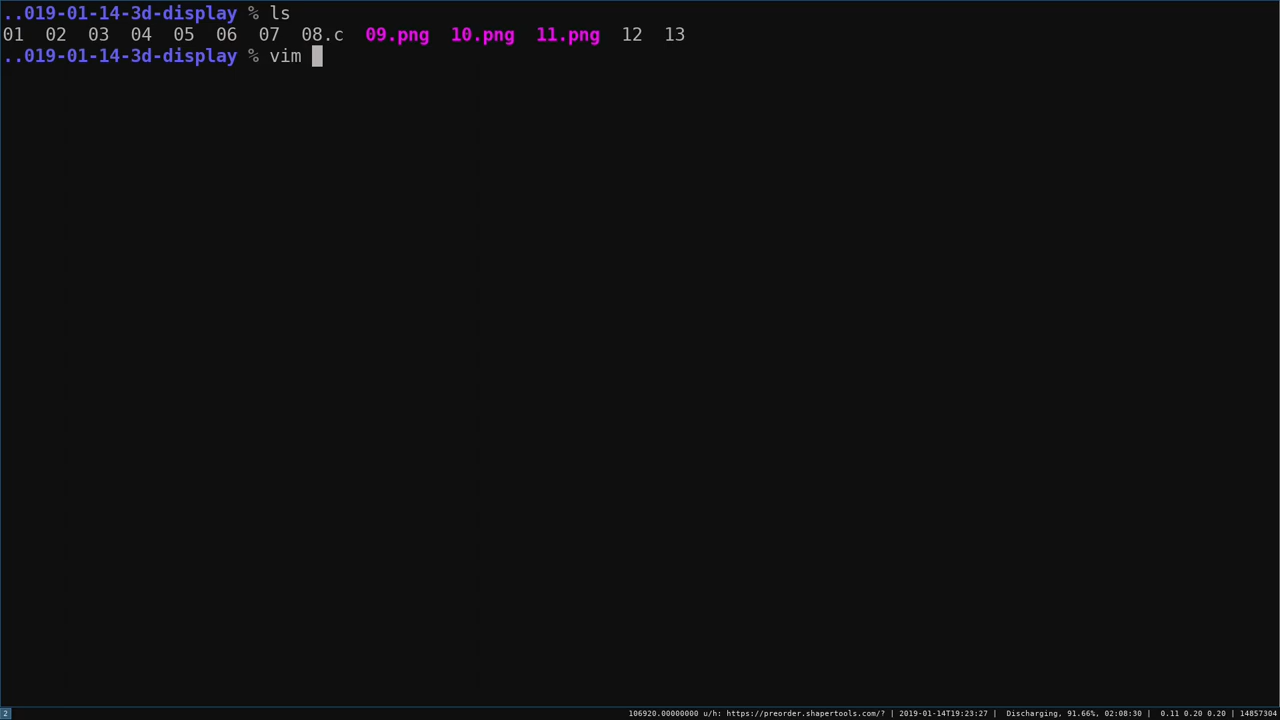 ..019-01-14-3d-display % ls
01  02  03  04  05  06  07  08.c  09.png  10.png  11.png  12  13
..019-01-14-3d-display % vim
2
106920.00000000 u/h: https://preorder.shapertools.com/? | 2019-01-14T19:23:27 |  Discharging, 91.66%, 02:08:30 |  0.11 0.20 0.20 | 14857304